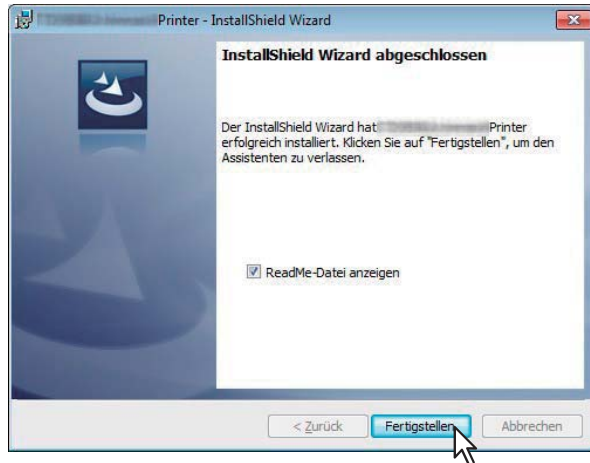 Printer - InstallShield Wizard
InstallShield Wizard abgeschlossen
Der InstallShield Wizard hat Printer
erfolgreich installiert. Klicken Sie auf "Fertigstellen", um den
Assistenten zu verlassen.
ReadMe-Datei anzeigen
< Zurück Fertigstellen Abbrechen